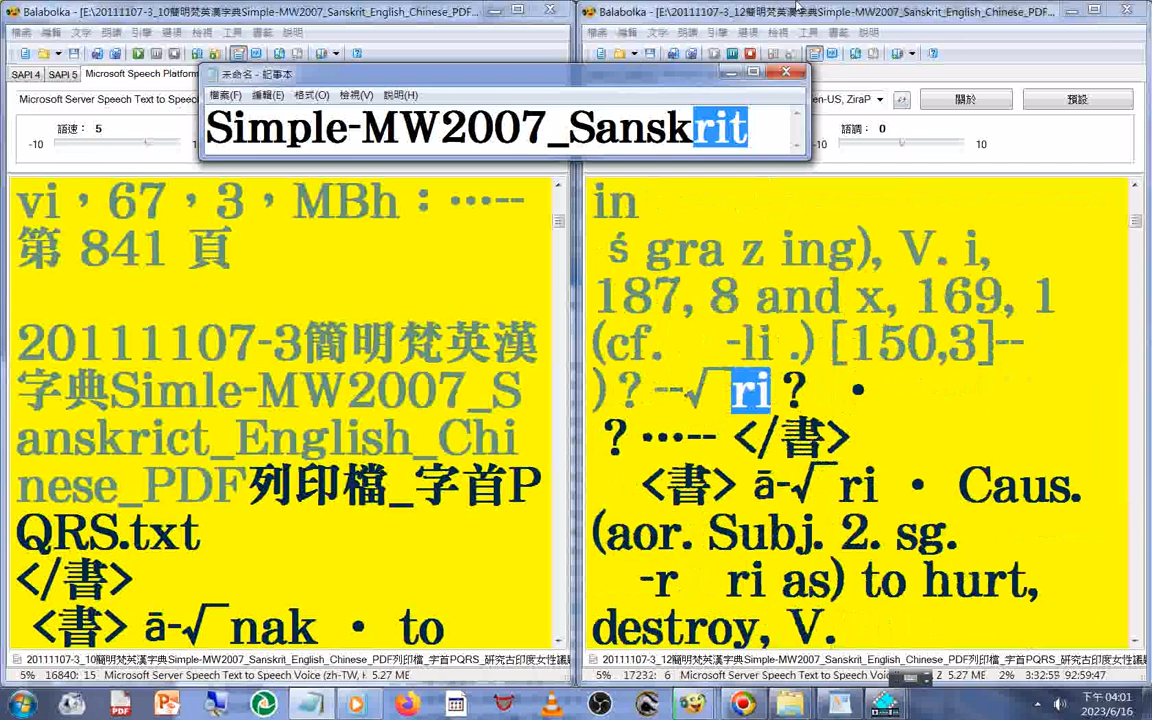 Balabolka - [E:\20111107-3_10簡明梵英漢字典Simple-MW2007_Sanskrit_English_Chinese_PDF...
Balabolka - [E:\20111107-3_12簡明梵英漢字典Simple-MW2007_Sanskrit_English_Chinese_PDF...
SAPI 4 SAPI 5 Microsoft Speech Platform
未命名 - 記事本
檔案(F) 編輯(E) 格式(O) 檢視(V) 說明(H)
Simple-MW2007_Sanskrit
Microsoft Server Speech Text to Speec
en-US, ZiraP
關於
預設
語速： 5
-10
語調： 0
10
vi，67，3，MBh：…--
第 841 頁
20111107-3簡明梵英漢
字典Simle-MW2007_S
anskrict_English_Chi
nese_PDF列印檔_字首P
QRS.txt
</書>
<書> ā-√nak • to
in
ś gra z ing), V. i,
187, 8 and x, 169, 1
(cf. -li .) [150,3]--
)? --√ ri ? •
? …-- </書>
<書> ā-√ ri • Caus.
(aor. Subj. 2. sg.
-r ri as) to hurt,
destroy, V.
20111107-3_10簡明梵英漢字典Simple-MW2007_Sanskrit_English_Chinese_PDF列印檔_字首PQRS_研究古印度女性議
20111107-3_12簡明梵英漢字典Simple-MW2007_Sanskrit_English_Chinese_PDF列印檔_字首PQRS_研究古印度女性議
5% 16840: 15 Microsoft Server Speech Text to Speech Voice (zh-TW, 5.27 ME
5% 17232: 6 Microsoft Server Speech Text to Speech Voice 5.27 ME 2% 3:32:55 92:59:47
下午 04:01
2023/6/16